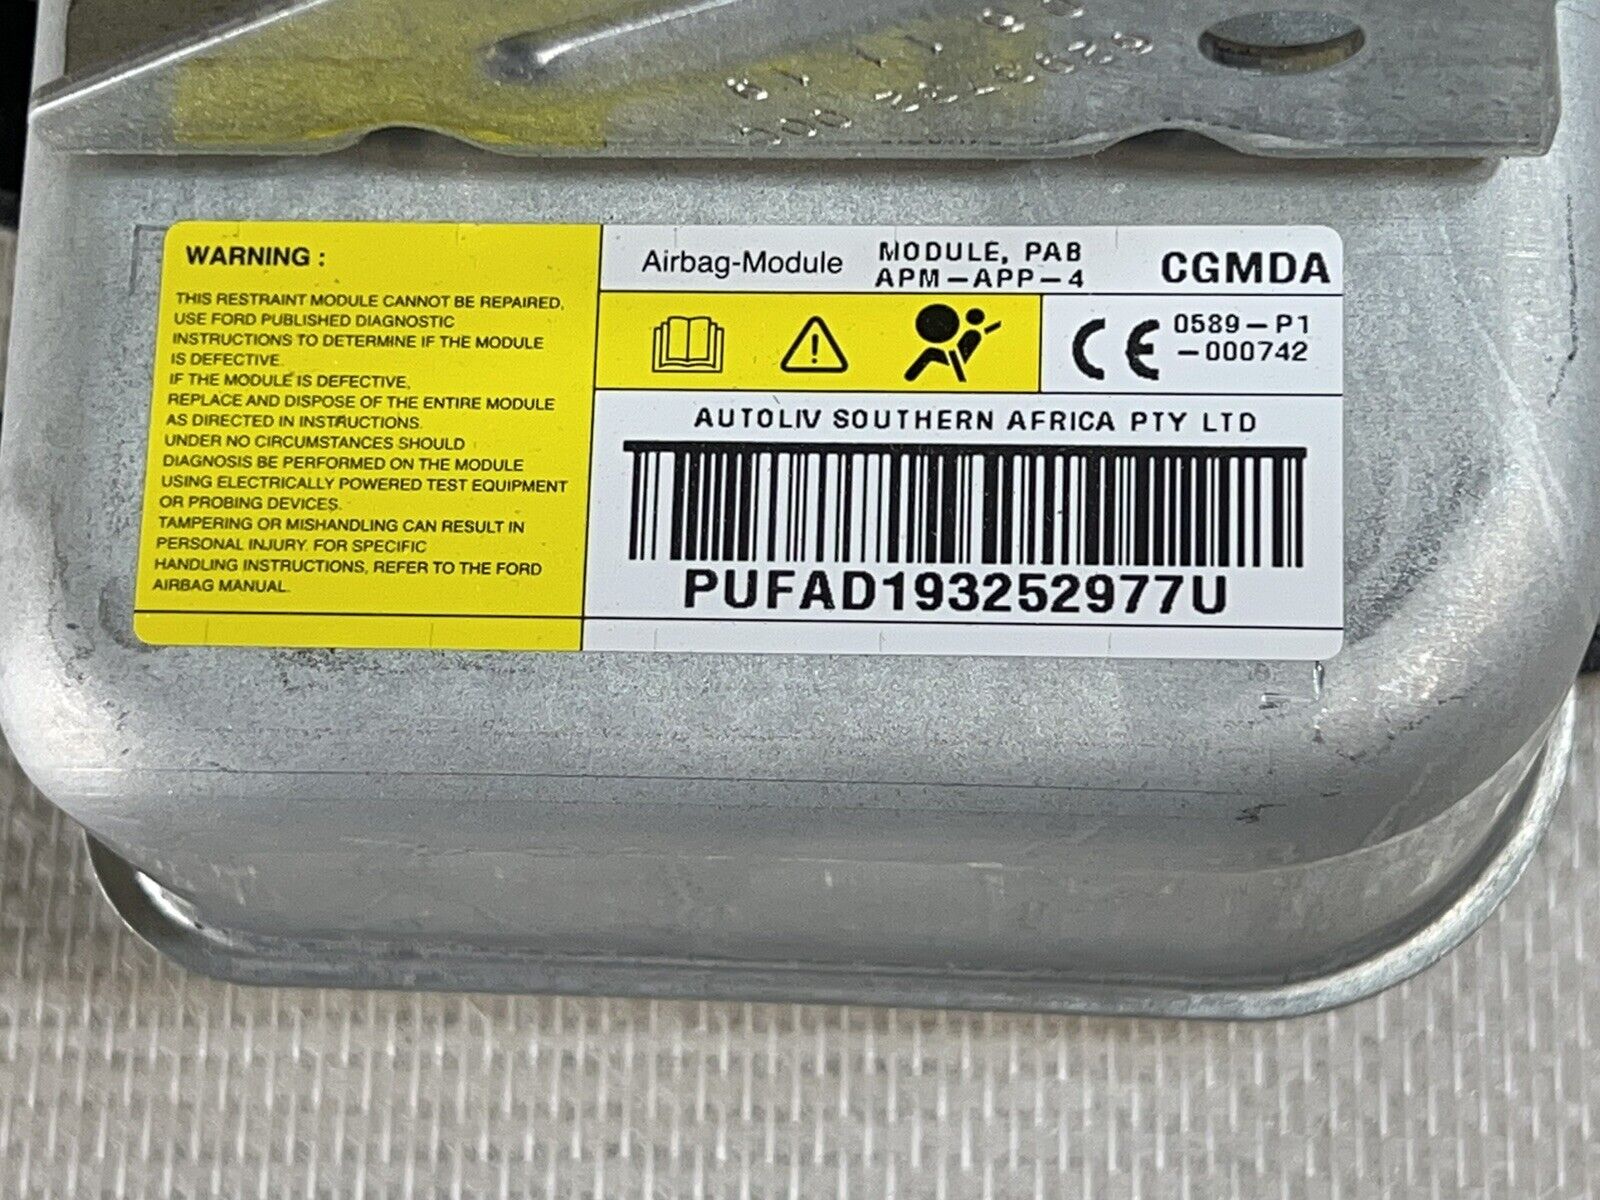 WARNING :
THIS RESTRAINT MODULE CANNOT BE REPAIRED,
USE FORD PUBLISHED DIAGNOSTIC
INSTRUCTIONS TO DETERMINE IF THE MODULE
IS DEFECTIVE.
IF THE MODULE IS DEFECTIVE,
REPLACE AND DISPOSE OF THE ENTIRE MODULE
AS DIRECTED IN INSTRUCTIONS.
UNDER NO CIRCUMSTANCES SHOULD
DIAGNOSIS BE PERFORMED ON THE MODULE
USING ELECTRICALLY POWERED TEST EQUIPMENT
OR PROBING DEVICES.
TAMPERING OR MISHANDLING CAN RESULT IN
PERSONAL INJURY. FOR SPECIFIC
HANDLING INSTRUCTIONS, REFER TO THE FORD
AIRBAG MANUAL.
Airbag-Module
MODULE, PAB
APM-APP-4
CGMDA
CE
0589-P1
-000742
AUTOLIV SOUTHERN AFRICA PTY LTD
PUFAD193252977U